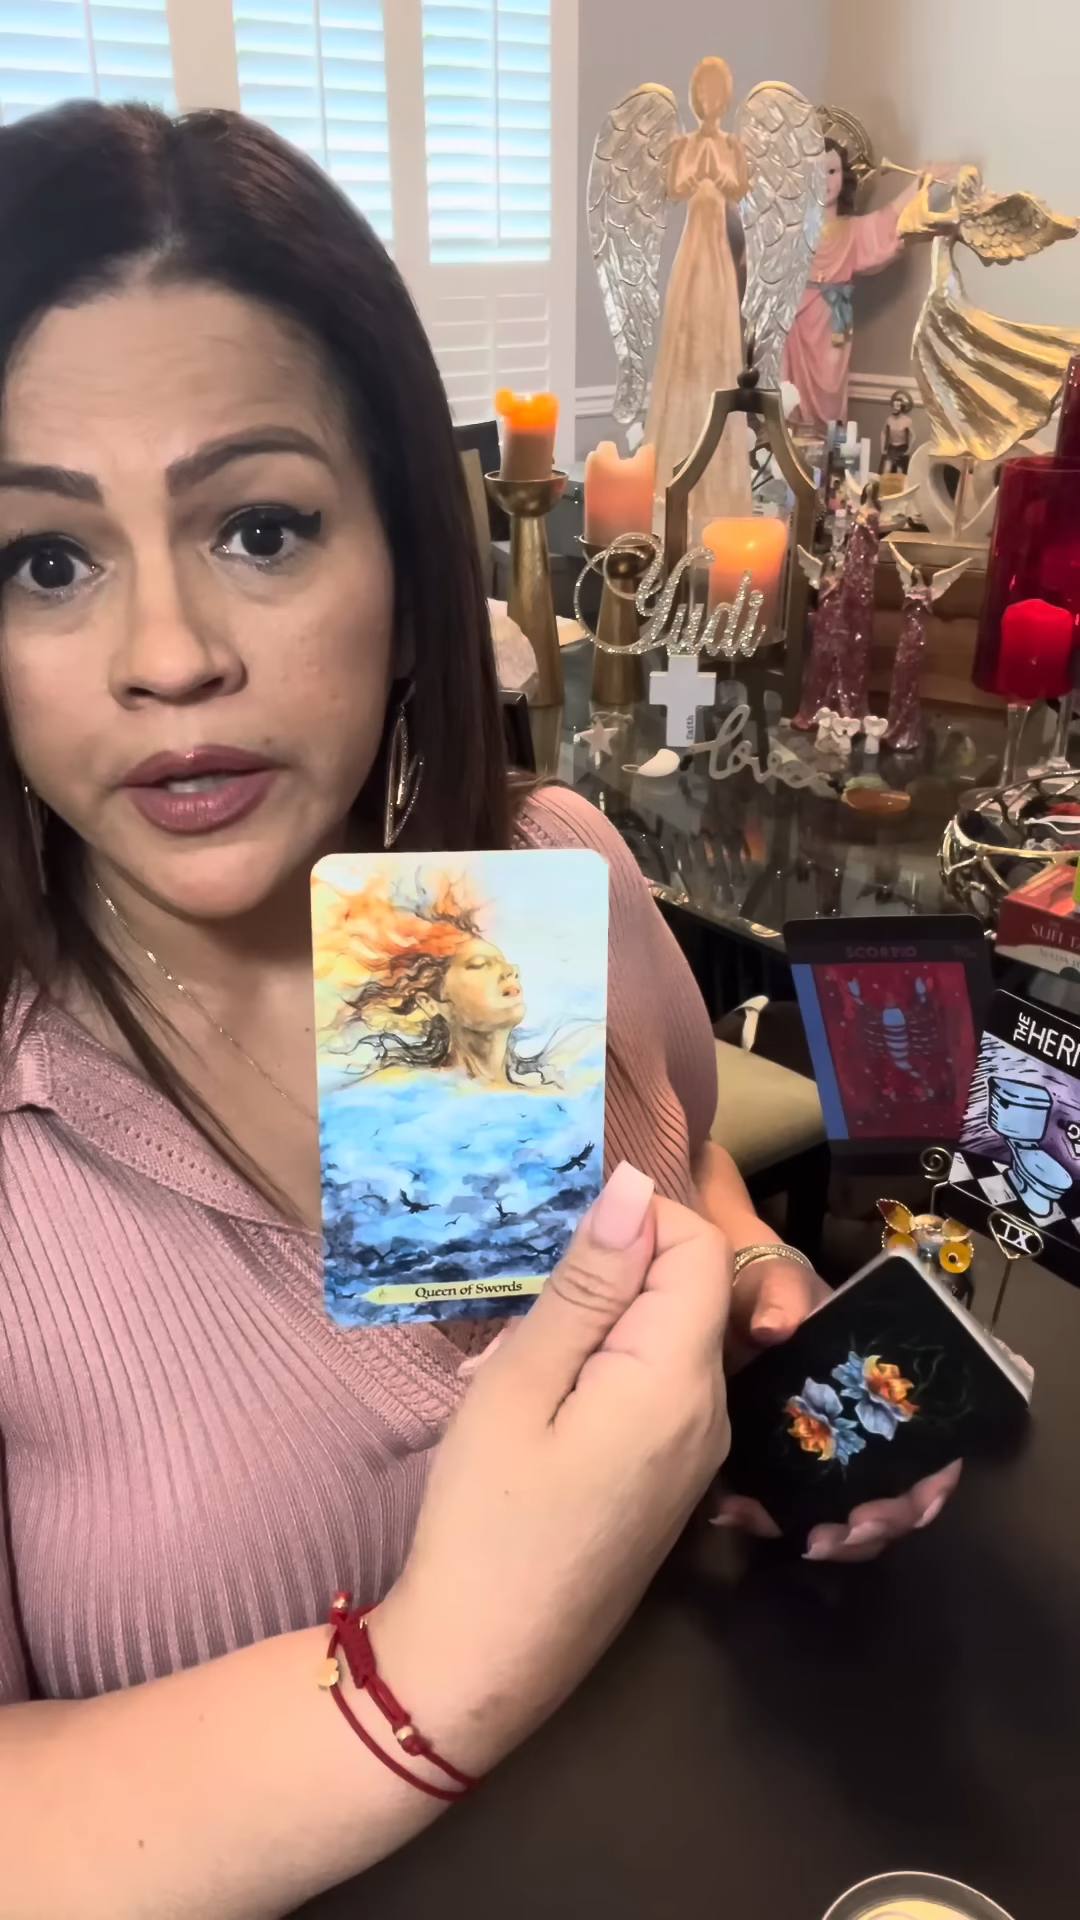 Yudi
faith
love
SCORPIO
THE
HER
IX
Queen of Swords